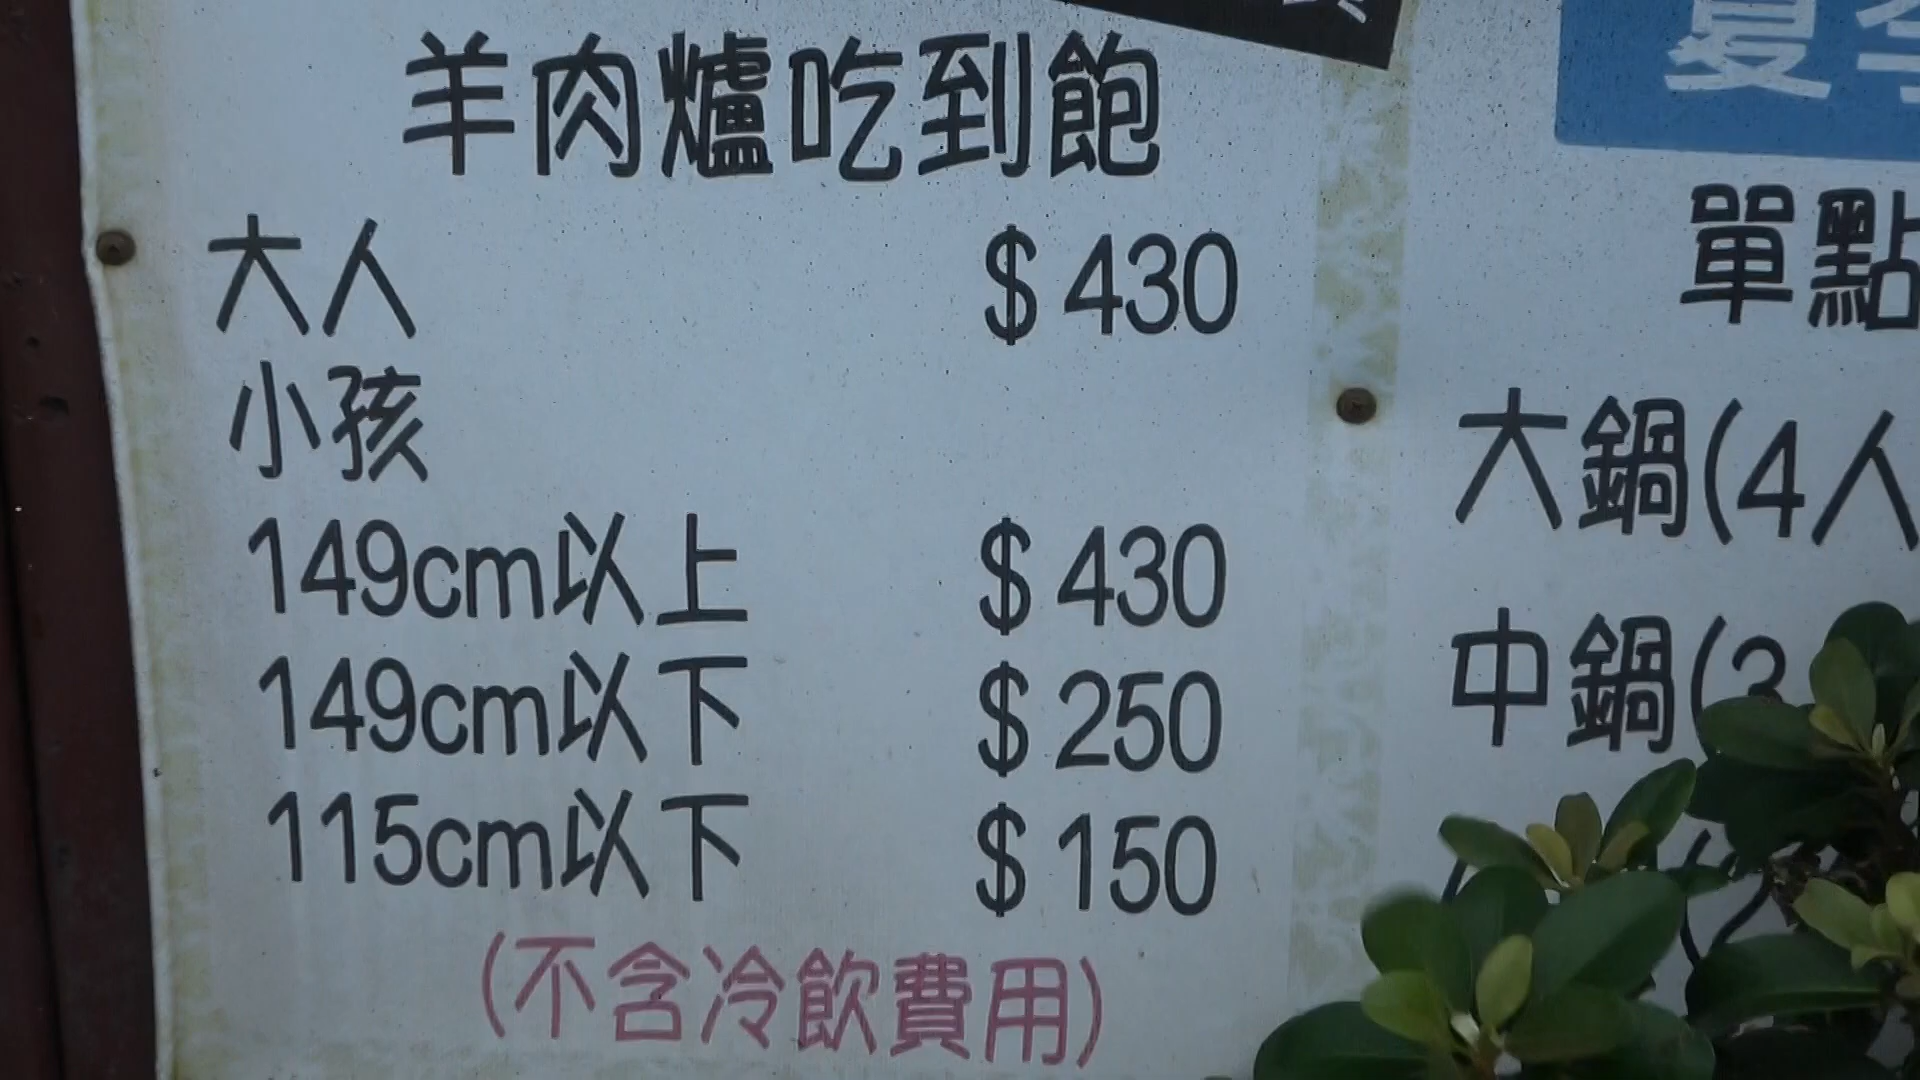 羊肉爐吃到飽
大人 $430
小孩
149cm以上 $430
149cm以下 $250
115cm以下 $150
(不含冷飲費用)
夏
單點
大鍋(4人
中鍋(3